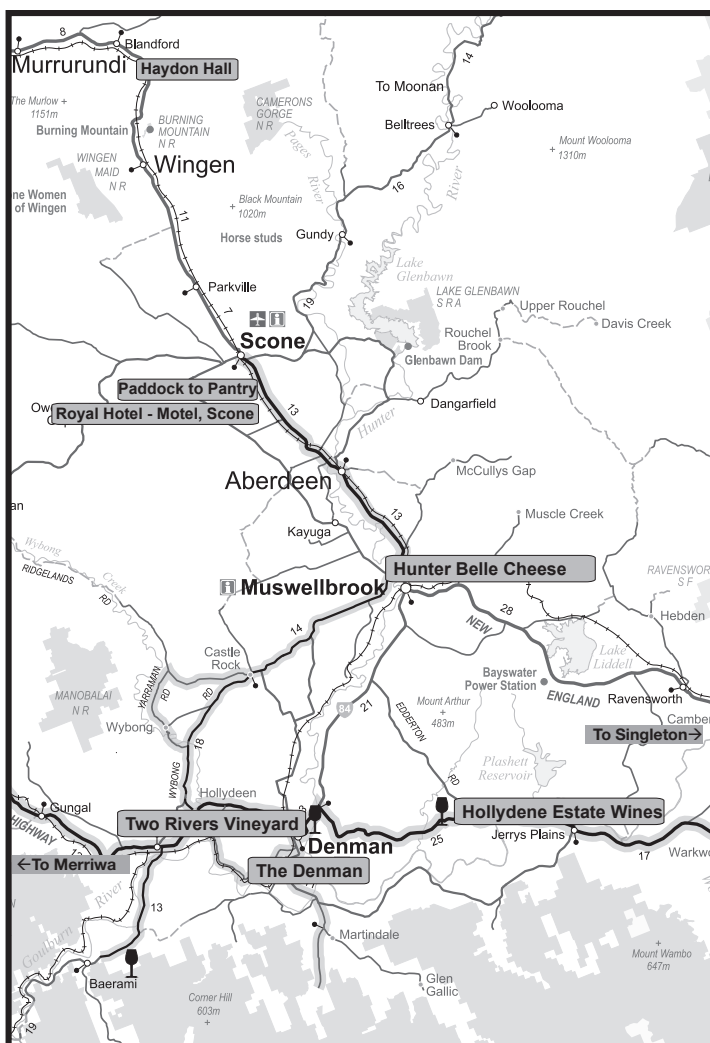 8
Blandford
Murrurundi
Haydon Hall
14
To Moonan
The Murlow +
1151m
Burning Mountain
BURNING
MOUNTAIN
N R
CAMERONS
GORGE
N R
Woolooma
Belltrees
WINGEN
MAID
N R
Wingen
Pages
River
River
Mount Woolooma
1310m
16
one Women
of Wingen
Black Mountain
1020m
11
Horse studs
Gundy
Lake
Glenbawn
Parkville
19
LAKE GLENBAWN
S R A
Upper Rouchel
7
Davis Creek
Rouchel
Brook
Scone
Glenbawn Dam
Paddock to Pantry
Royal Hotel - Motel, Scone
13
Ow
Hunter
Dangarfield
Aberdeen
McCullys Gap
an
13
Kayuga
Muscle Creek
Wybong
Creek
RIDGELANDS
RD
Hunter Belle Cheese
RAVENSWOR
S F
Muswellbrook
28
14
NEW
Hebden
Castle
Rock
Lake
Liddell
YARRAMAN
RD
RD
EDDERTON
RD
Bayswater
Power Station
ENGLAND
Ravensworth
MANOBALAI
N R
84
21
Mount Arthur
483m
Wybong
Camber
To Singleton→
18
WYBONG
Plashett
Reservoir
Hollydeen
Gungal
HIGHWAY
Two Rivers Vineyard
Hollydene Estate Wines
Denman
25
Jerrys Plains
←To Merriwa
The Denman
17
Warkw
River
13
Goulburn
Martindale
Mount Wambo
647m
Baerami
Glen
Gallic
Corner Hill
603m
19